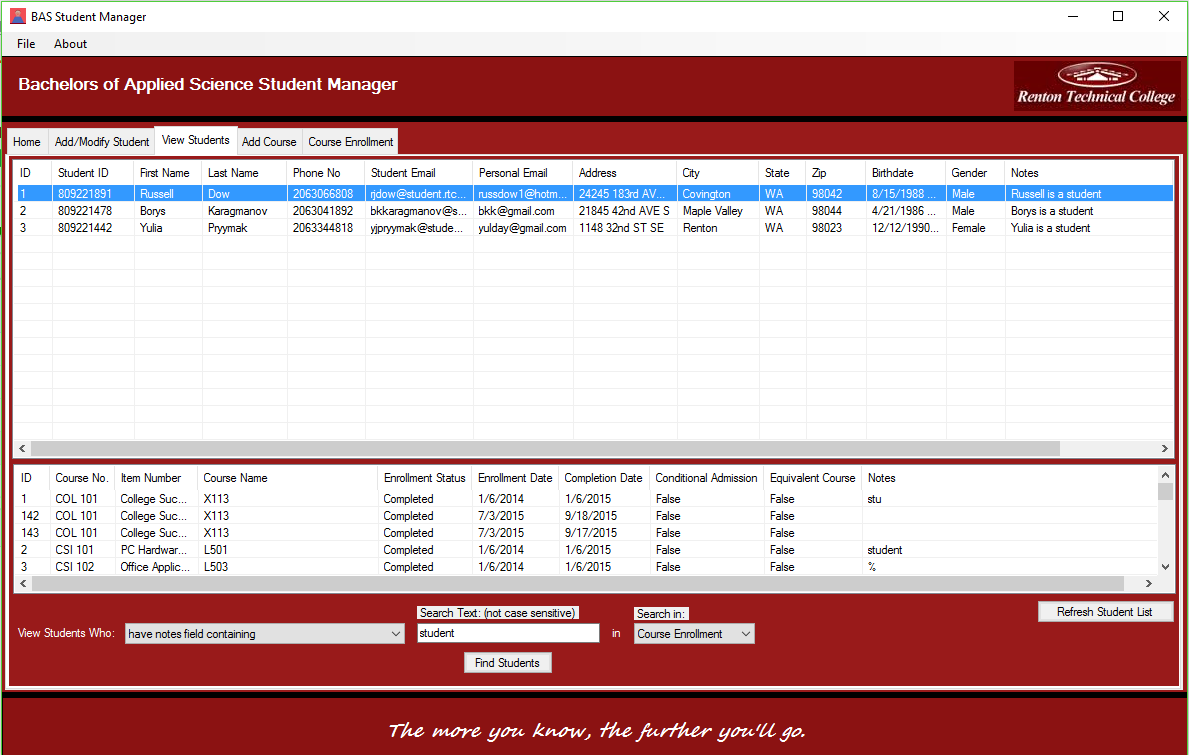 BAS Student Manager
File About
Bachelors of Applied Science Student Manager
Renton Technical College
Home Add/Modify Student View Students Add Course Course Enrollment
ID Student ID First Name Last Name Phone No Student Email Personal Email Address City State Zip Birthdate Gender Notes
1 809221891 Russell Dow 2063066808 rjdow@student.rtc... russdow1@hotm... 24245 183rd AV... Covington WA 98042 8/15/1988 ... Male Russell is a student
2 809221478 Borys Karagmanov 2063041892 bkkaragmanov@s... bkk@gmail.com 21845 42nd AVE S Maple Valley WA 98044 4/21/1986 ... Male Borys is a student
3 809221442 Yulia Pryymak 2063344818 yjpryymak@stude... yulday@gmail.com 1148 32nd ST SE Renton WA 98023 12/12/1990... Female Yulia is a student
ID Course No. Item Number Course Name Enrollment Status Enrollment Date Completion Date Conditional Admission Equivalent Course Notes
1 COL 101 College Suc... X113 Completed 1/6/2014 1/6/2015 False False stu
142 COL 101 College Suc... X113 Completed 7/3/2015 9/18/2015 False False
143 COL 101 College Suc... X113 Completed 7/3/2015 9/17/2015 False False
2 CSI 101 PC Hardwar... L501 Completed 1/6/2014 1/6/2015 False False student
3 CSI 102 Office Applic... L503 Completed 1/6/2014 1/6/2015 False False %
Search Text: (not case sensitive) Search in: Refresh Student List
View Students Who: have notes field containing student in Course Enrollment
Find Students
The more you know, the further you'll go.